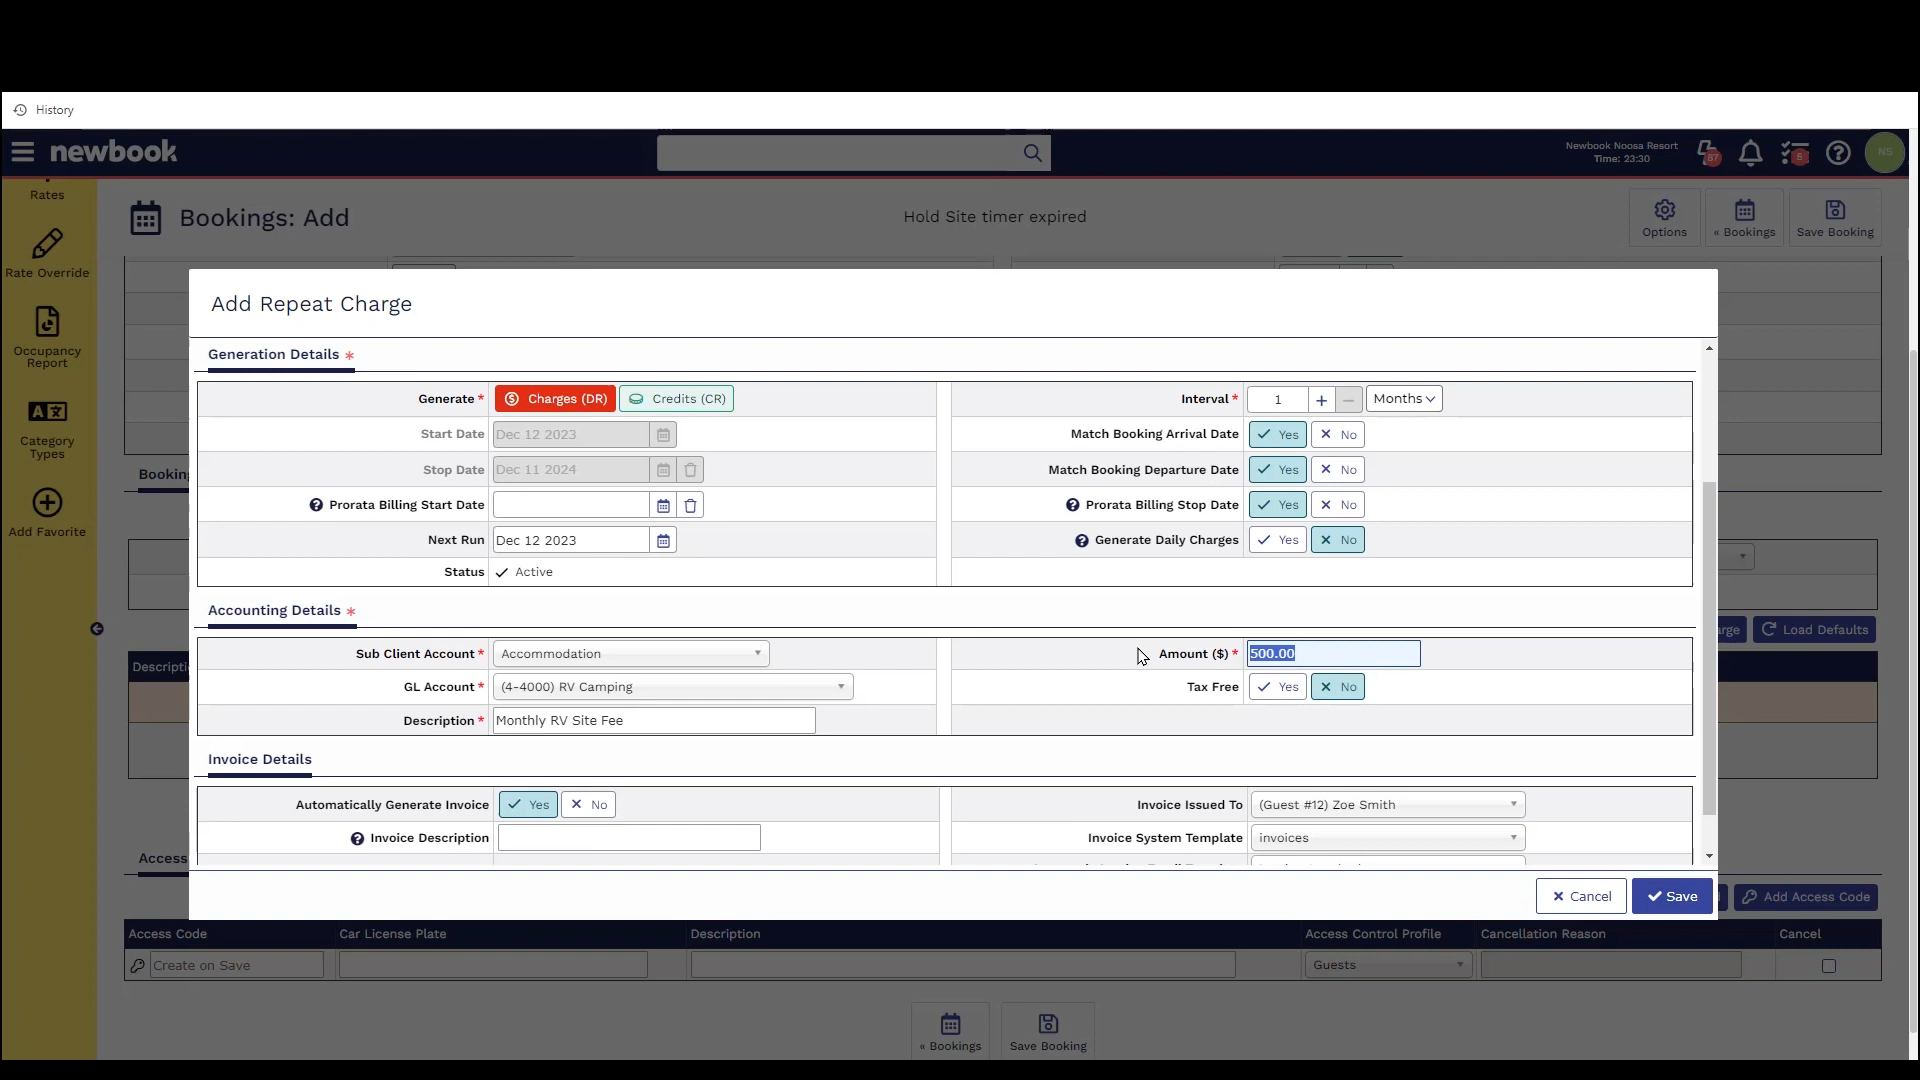 History
newbook
Newbook Noosa Resort
Time: 23:30
87
8
NS
Rates
Rate Override
Occupancy
Report
Category
Types
Add Favorite
Bookings: Add
Hold Site timer expired
Options
« Bookings
Save Booking
Add Repeat Charge
Generation Details *
Generate * Charges (DR) Credits (CR)
Interval * 1 + − Months
Start Date Dec 12 2023
Match Booking Arrival Date Yes No
Stop Date Dec 11 2024
Match Booking Departure Date Yes No
Prorata Billing Start Date
Prorata Billing Stop Date Yes No
Next Run Dec 12 2023
Generate Daily Charges Yes No
Status Active
Accounting Details *
Sub Client Account * Accommodation
Amount ($) * 500.00
GL Account * (4-4000) RV Camping
Tax Free Yes No
Description * Monthly RV Site Fee
Invoice Details
Automatically Generate Invoice Yes No
Invoice Issued To (Guest #12) Zoe Smith
Invoice Description
Invoice System Template invoices
Cancel
Save
Booking
Load Defaults
Access
Add Access Code
Access Code Car License Plate Description Access Control Profile Cancellation Reason Cancel
Create on Save Guests
« Bookings
Save Booking